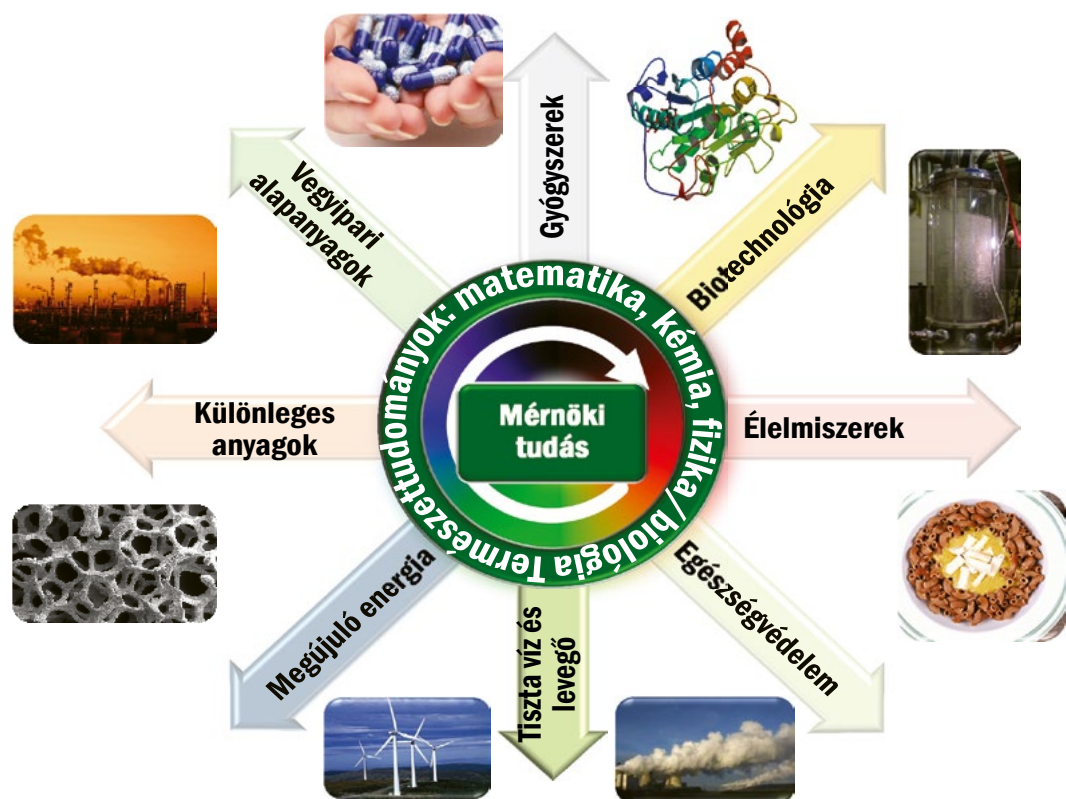 Gyógyszerek
Biotechnológia
Élelmiszerek
Egészségvédelem
Tiszta víz és
levegő
Megújuló energia
Különleges
anyagok
Vegyipari
alapanyagok
Természettudományok: matematika, kémia, fizika/biológia
Mérnöki
tudás